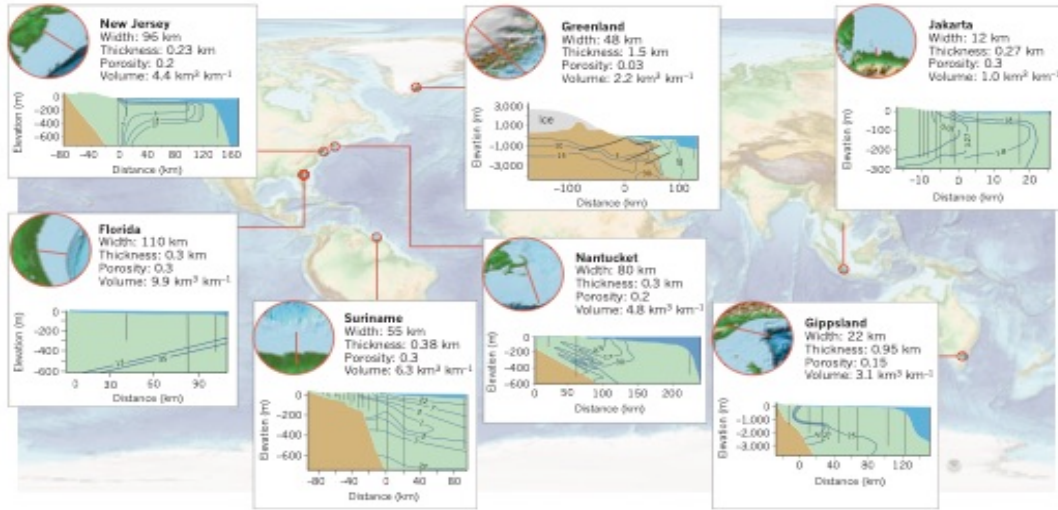 New Jersey
Width: 96 km
Thickness: 0.23 km
Porosity: 0.2
Volume: 4.4 km³ km⁻¹
Elevation (m)
0
-200
-400
-600
-80 -40 0 40 80 120 160
Distance (km)
Greenland
Width: 48 km
Thickness: 1.5 km
Porosity: 0.03
Volume: 2.2 km³ km⁻¹
Elevation (m)
3,000
1,000
-1,000
-3,000
Ice
-100 0 100
Distance (km)
Jakarta
Width: 12 km
Thickness: 0.27 km
Porosity: 0.3
Volume: 1.0 km³ km⁻¹
Elevation (m)
0
-100
-200
-300
-10 0 10 20
Distance (km)
Florida
Width: 110 km
Thickness: 0.3 km
Porosity: 0.3
Volume: 9.9 km³ km⁻¹
Elevation (m)
0
-200
-400
-600
0 30 60 90
Distance (km)
Suriname
Width: 55 km
Thickness: 0.38 km
Porosity: 0.3
Volume: 6.3 km³ km⁻¹
Elevation (m)
0
-200
-400
-600
-80 -40 0 40 80
Distance (km)
Nantucket
Width: 80 km
Thickness: 0.3 km
Porosity: 0.2
Volume: 4.8 km³ km⁻¹
Elevation (m)
0
-200
-400
-600
0 50 100 150 200
Distance (km)
Gippsland
Width: 22 km
Thickness: 0.95 km
Porosity: 0.15
Volume: 3.1 km³ km⁻¹
Elevation (m)
0
-1,000
-2,000
-3,000
0 40 80 120
Distance (km)